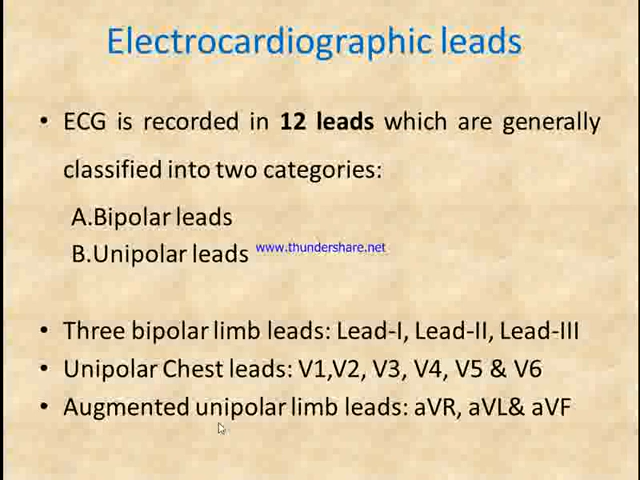 Electrocardiographic leads
• ECG is recorded in 12 leads which are generally
classified into two categories:
A.Bipolar leads
B.Unipolar leads www.thundershare.net
• Three bipolar limb leads: Lead-I, Lead-II, Lead-III
• Unipolar Chest leads: V1,V2, V3, V4, V5 & V6
• Augmented unipolar limb leads: aVR, aVL& aVF